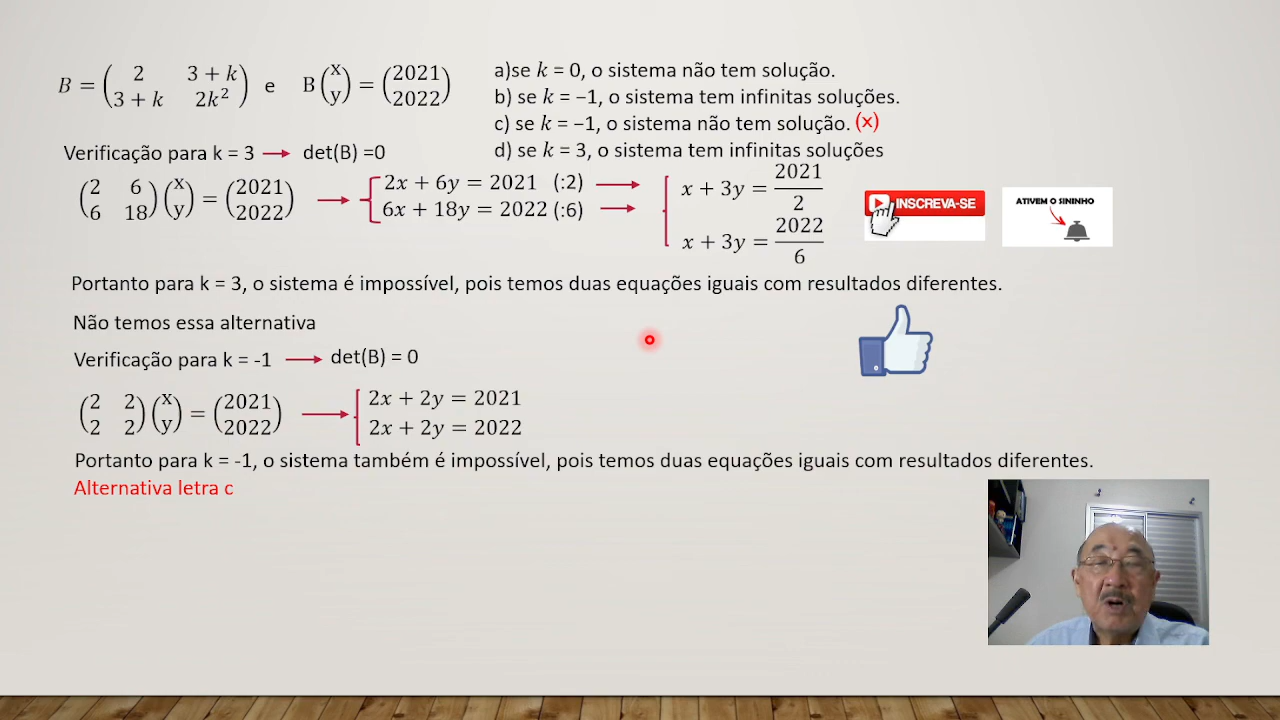 B = ( 2 3 + k ) e B ( x ) = ( 2021 )
( 3 + k 2k² ) ( y ) ( 2022 )
a)se k = 0, o sistema não tem solução.
b) se k = −1, o sistema tem infinitas soluções.
c) se k = −1, o sistema não tem solução. (x)
d) se k = 3, o sistema tem infinitas soluções
Verificação para k = 3 → det(B) =0
( 2 6 ) ( x ) = ( 2021 ) → { 2x + 6y = 2021 (:2) → [ x + 3y = 2021/2
( 6 18 ) ( y ) ( 2022 ) { 6x + 18y = 2022 (:6) → [ x + 3y = 2022/6
INSCREVA-SE
ATIVEM O SININHO
Portanto para k = 3, o sistema é impossível, pois temos duas equações iguais com resultados diferentes.
Não temos essa alternativa
Verificação para k = -1 → det(B) = 0
( 2 2 ) ( x ) = ( 2021 ) → { 2x + 2y = 2021
( 2 2 ) ( y ) ( 2022 ) { 2x + 2y = 2022
Portanto para k = -1, o sistema também é impossível, pois temos duas equações iguais com resultados diferentes.
Alternativa letra c